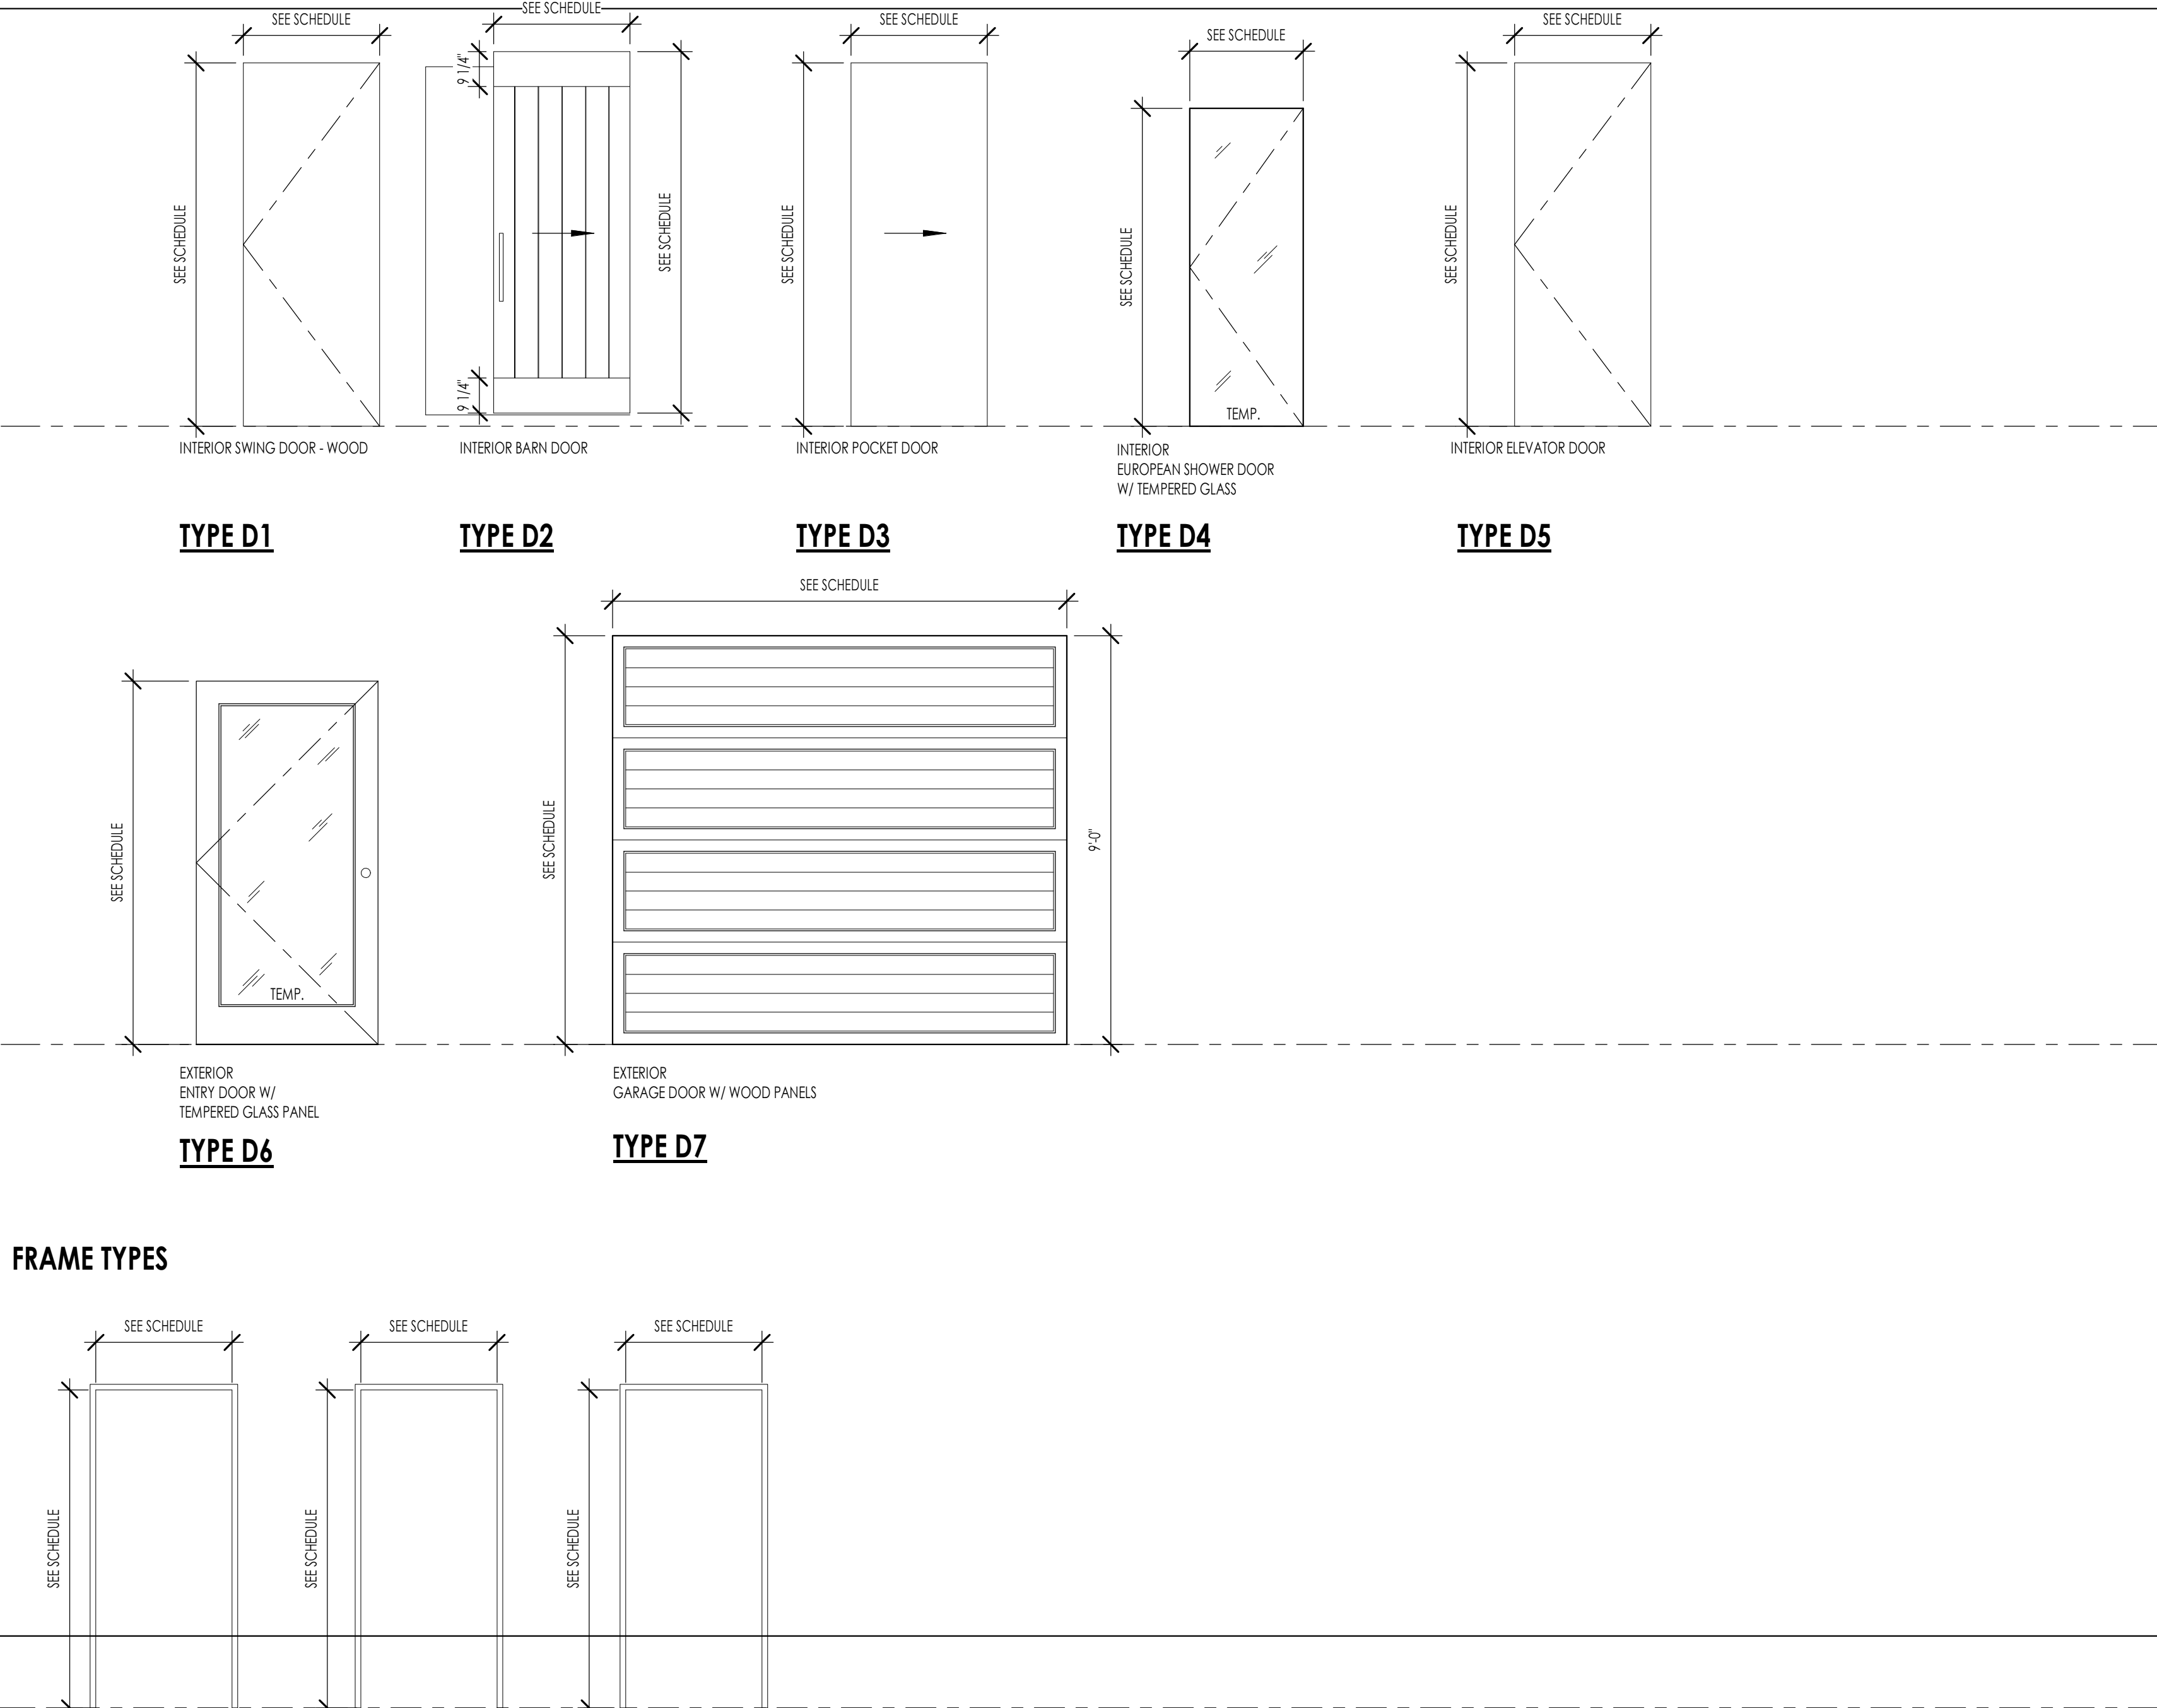 SEE SCHEDULE
SEE SCHEDULE
SEE SCHEDULE
SEE SCHEDULE
SEE SCHEDULE
SEE SCHEDULE
9 1/4"
9 1/4"
SEE SCHEDULE
SEE SCHEDULE
SEE SCHEDULE
SEE SCHEDULE
TEMP.
INTERIOR SWING DOOR - WOOD
INTERIOR BARN DOOR
INTERIOR POCKET DOOR
INTERIOR
EUROPEAN SHOWER DOOR
W/ TEMPERED GLASS
INTERIOR ELEVATOR DOOR
TYPE D1
TYPE D2
TYPE D3
TYPE D4
TYPE D5
SEE SCHEDULE
SEE SCHEDULE
TEMP.
SEE SCHEDULE
9'-0"
EXTERIOR
ENTRY DOOR W/
TEMPERED GLASS PANEL
TYPE D6
EXTERIOR
GARAGE DOOR W/ WOOD PANELS
TYPE D7
FRAME TYPES
SEE SCHEDULE
SEE SCHEDULE
SEE SCHEDULE
SEE SCHEDULE
SEE SCHEDULE
SEE SCHEDULE